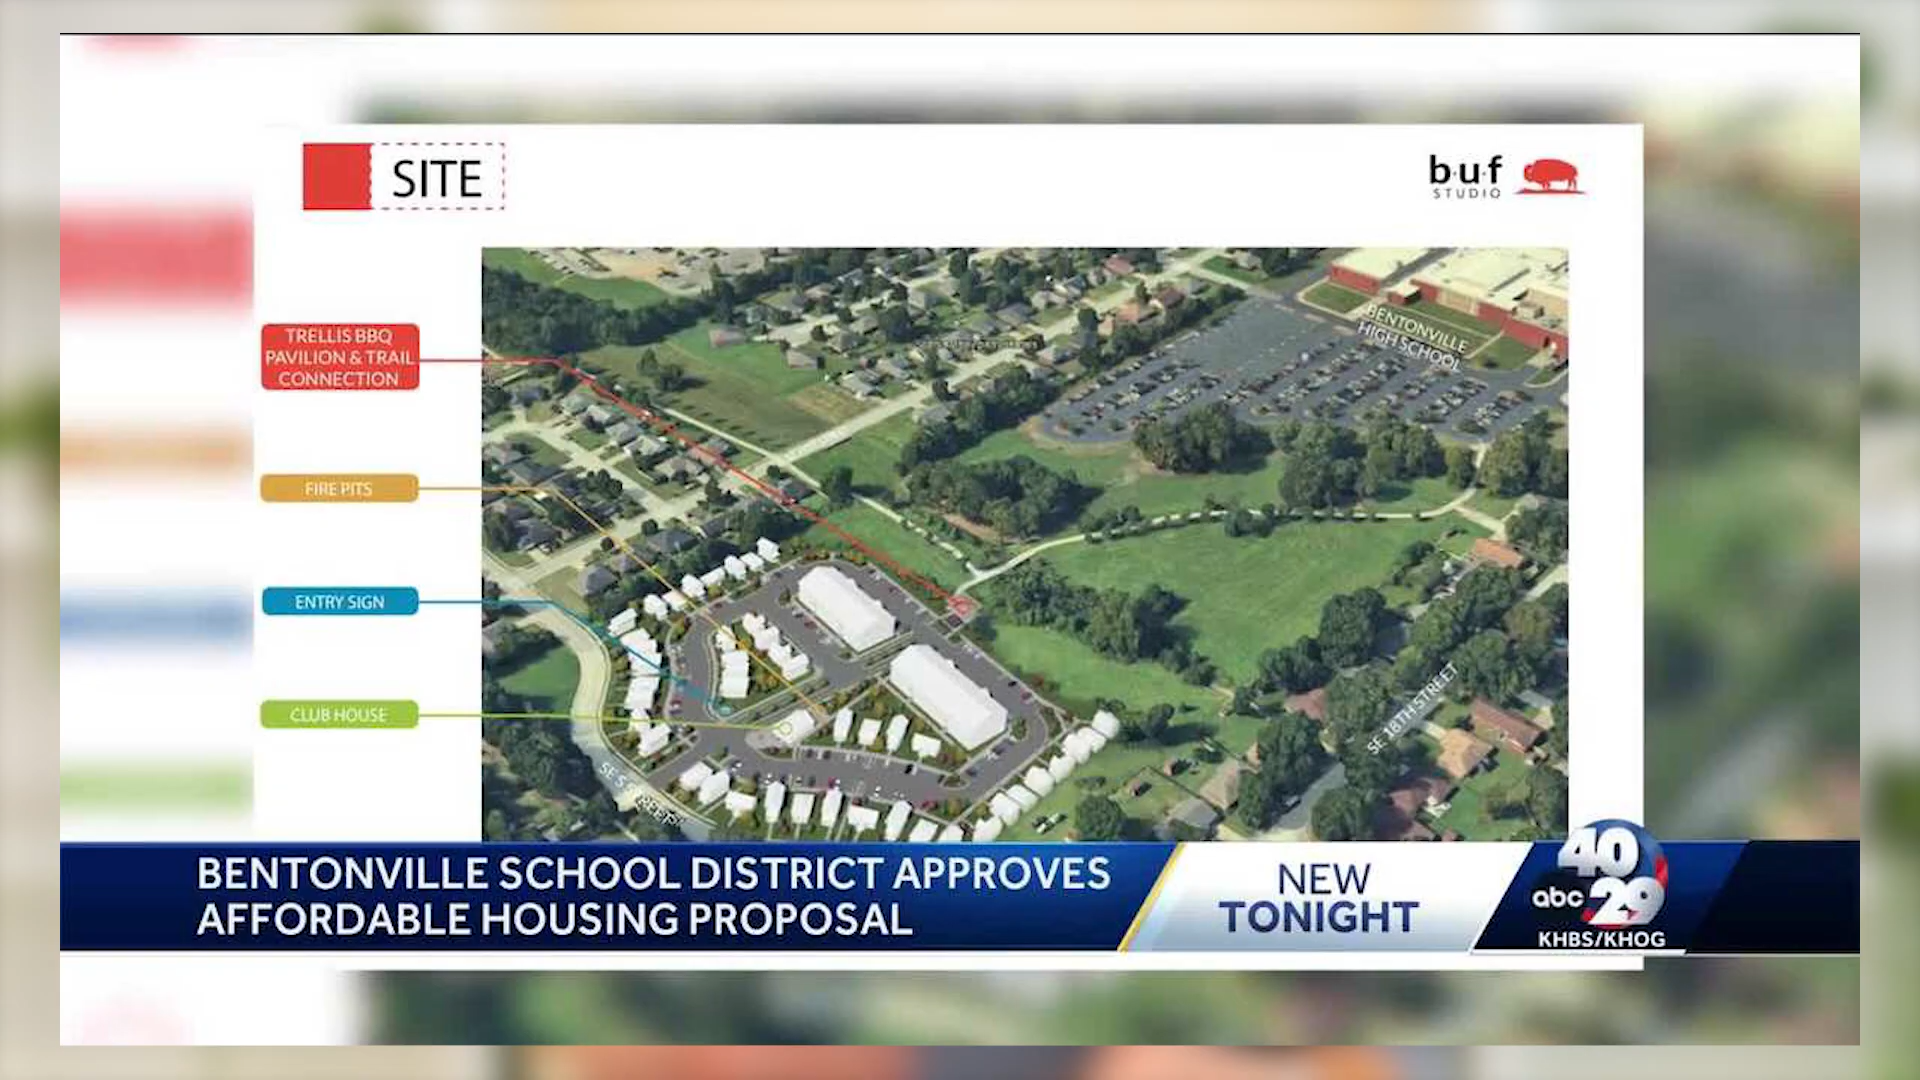 SITE
b·u·f
STUDIO
TRELLIS BBQ
PAVILION & TRAIL
CONNECTION
FIRE PITS
ENTRY SIGN
CLUB HOUSE
BENTONVILLE
HIGH SCHOOL
SE 18TH STREET
BENTONVILLE SCHOOL DISTRICT APPROVES
AFFORDABLE HOUSING PROPOSAL
NEW
TONIGHT
40
abc 29
KHBS/KHOG